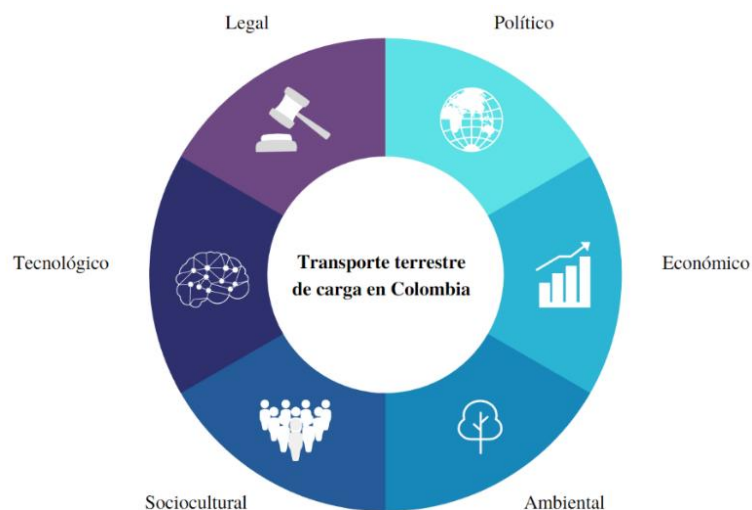 Legal
Político
Tecnológico
Transporte terrestre
de carga en Colombia
Económico
Sociocultural
Ambiental